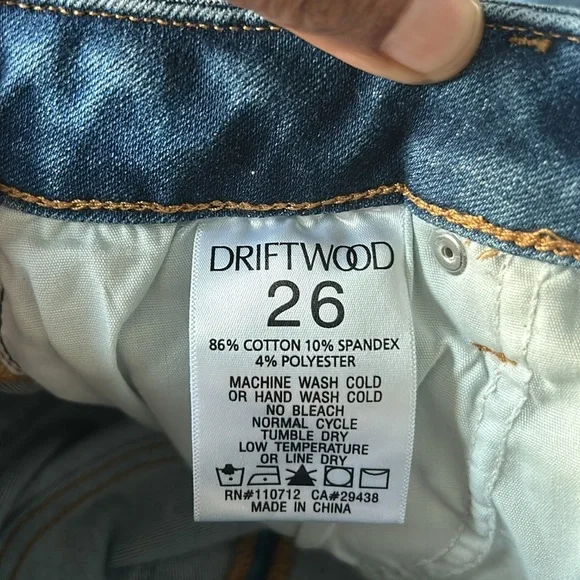 DRIFTWOOD
26
86% COTTON 10% SPANDEX
4% POLYESTER
MACHINE WASH COLD
OR HAND WASH COLD
NO BLEACH
NORMAL CYCLE
TUMBLE DRY
LOW TEMPERATURE
OR LINE DRY
RN#110712 CA#29438
MADE IN CHINA